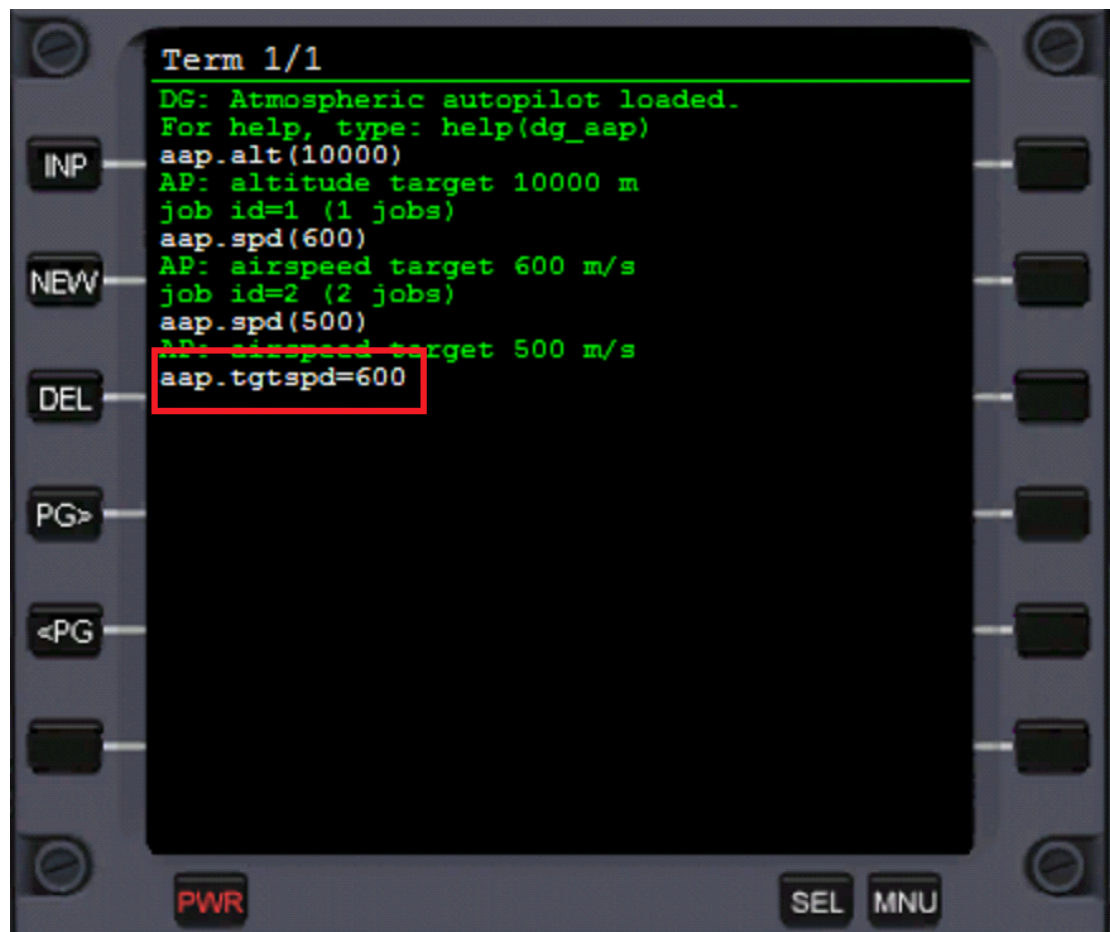 Term 1/1
DG: Atmospheric autopilot loaded.
For help, type: help(dg_aap)
aap.alt(10000)
AP: altitude target 10000 m
job id=1 (1 jobs)
aap.spd(600)
AP: airspeed target 600 m/s
job id=2 (2 jobs)
aap.spd(500)
AP: airspeed target 500 m/s
aap.tgtspd=600
INP
NEW
DEL
PG>
<PG
PWR
SEL
MNU